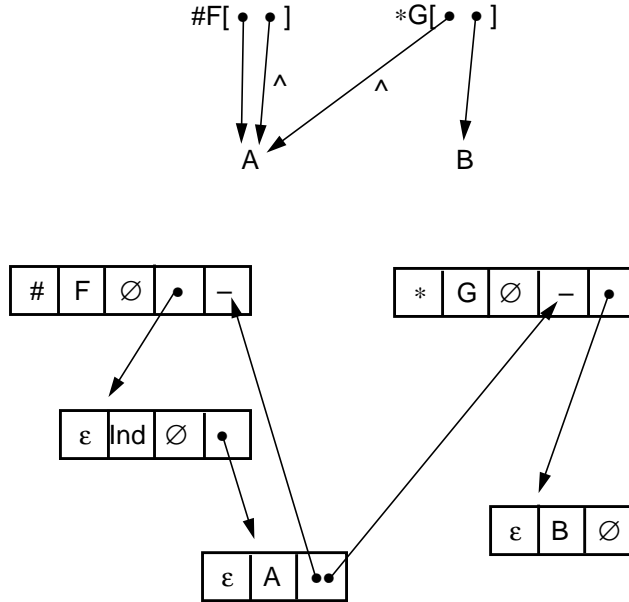 #F[ • • ] *G[ • • ]
^ ^
A B
# F ∅ • –
* G ∅ – •
ε Ind ∅ •
ε B ∅
ε A ••